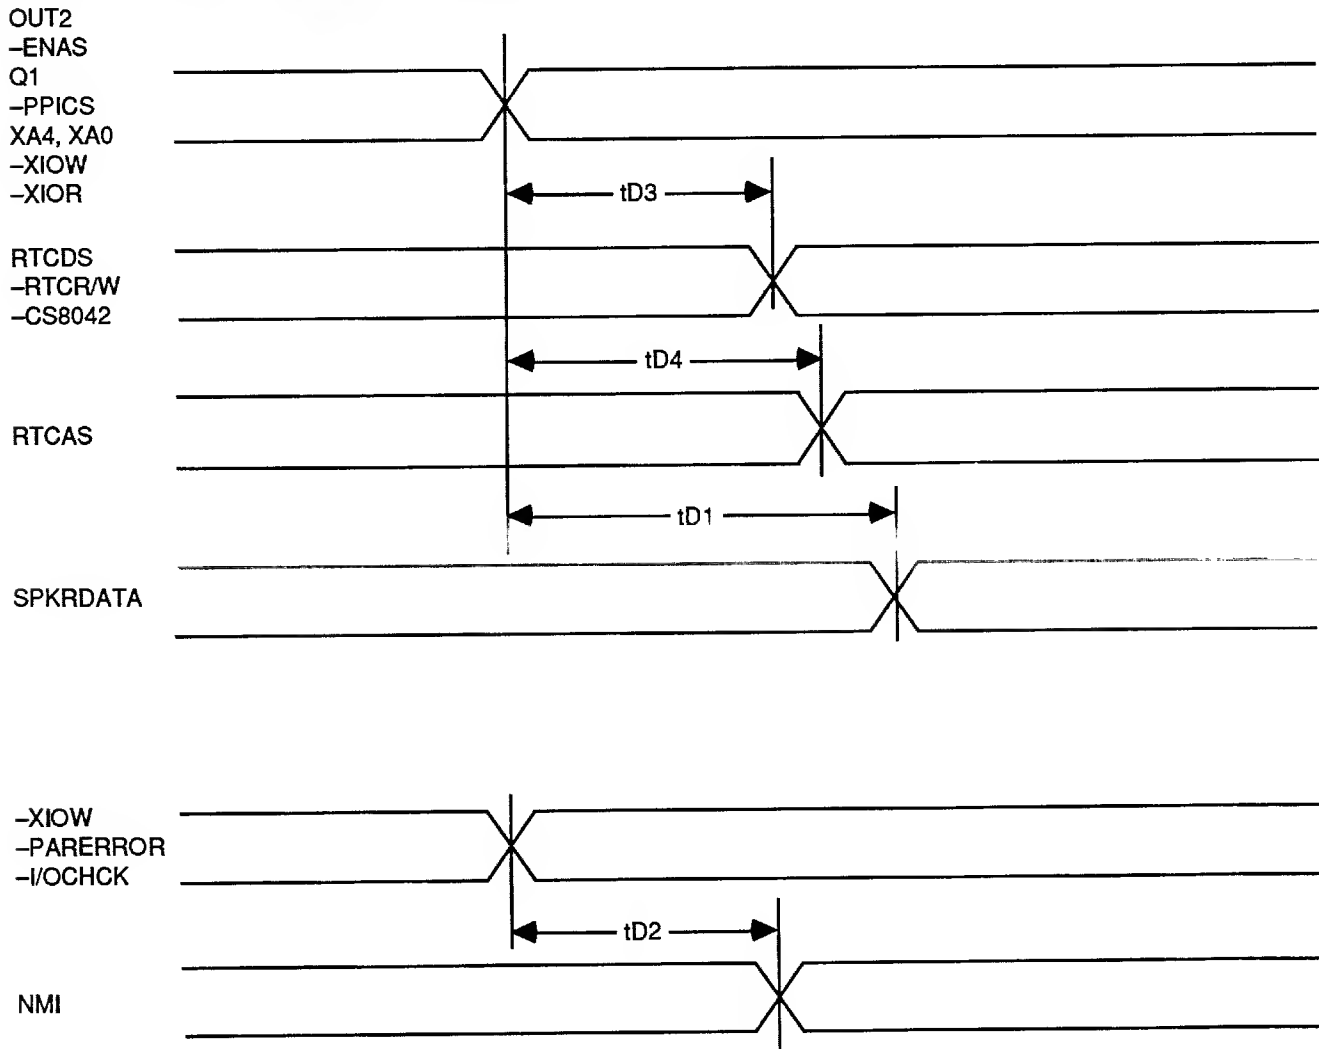 OUT2
–ENAS
Q1
–PPICS
XA4, XA0
–XIOW
–XIOR
tD3
RTCDS
–RTCR/W
–CS8042
tD4
RTCAS
tD1
SPKRDATA
–XIOW
–PARERROR
–I/OCHCK
tD2
NMI